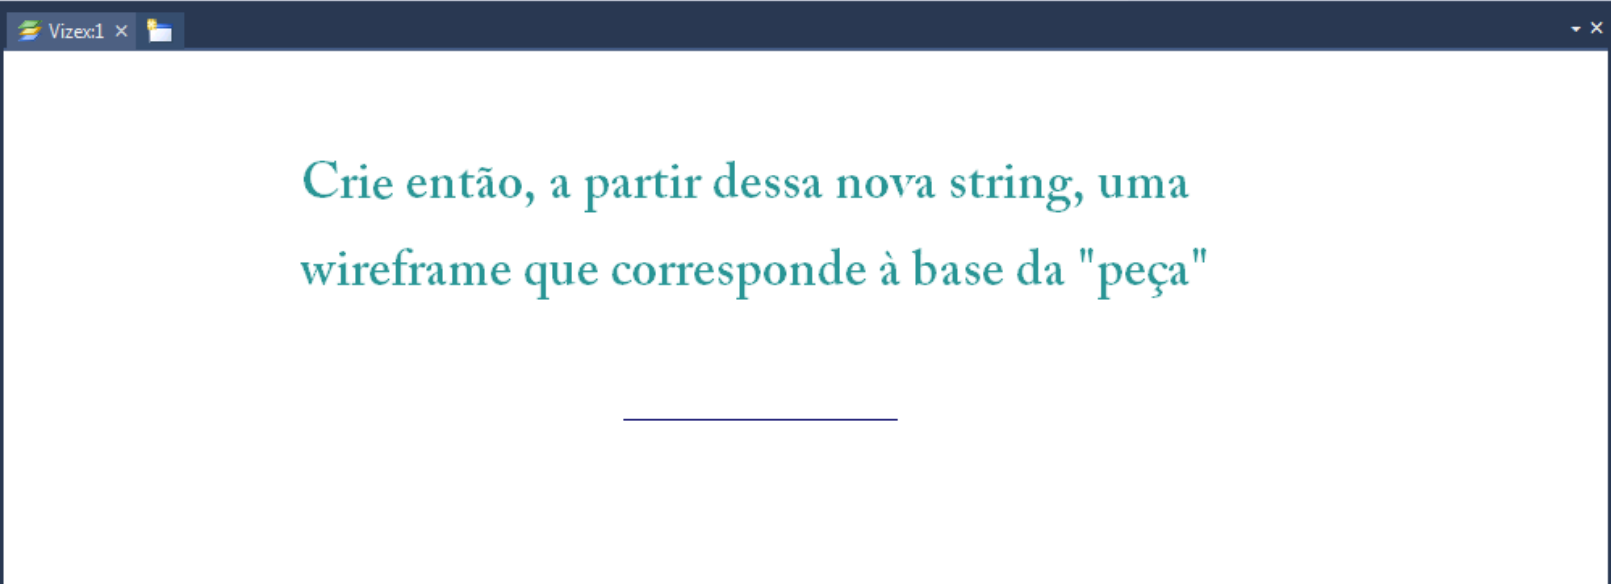 Vizex:1
Crie então, a partir dessa nova string, uma
wireframe que corresponde à base da "peça"